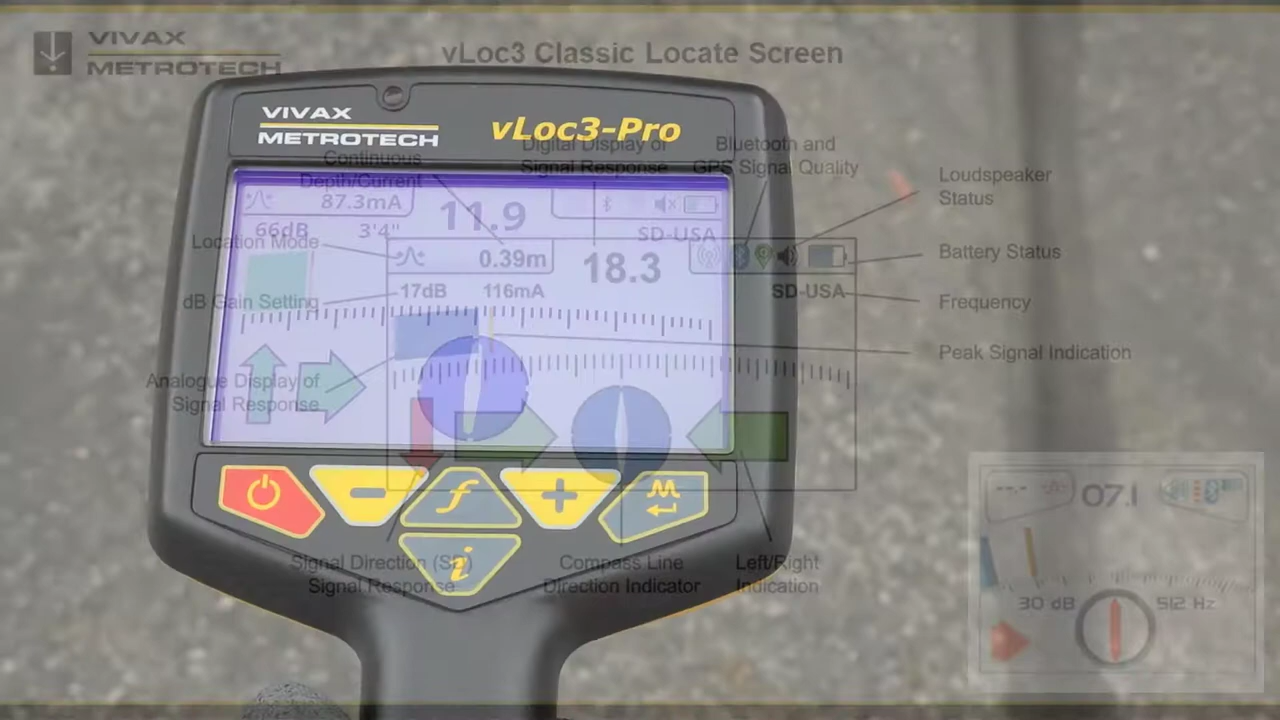 VIVAX
METROTECH
vLoc3 Classic Locate Screen
VIVAX
METROTECH
vLoc3-Pro
Continuous
Depth/Current
Digital Display of
Signal Response
Bluetooth and
GPS Signal Quality
Loudspeaker
Status
87.3mA
11.9
66dB
3'4"
SD-USA
Location Mode
0.39m
18.3
Battery Status
dB Gain Setting
17dB
116mA
SD-USA
Frequency
Peak Signal Indication
Analogue Display of
Signal Response
f
i
Signal Direction (SD)
Signal Response
Compass Line
Direction Indicator
Left/Right
Indication
--.-
07.1
30 dB
512 Hz